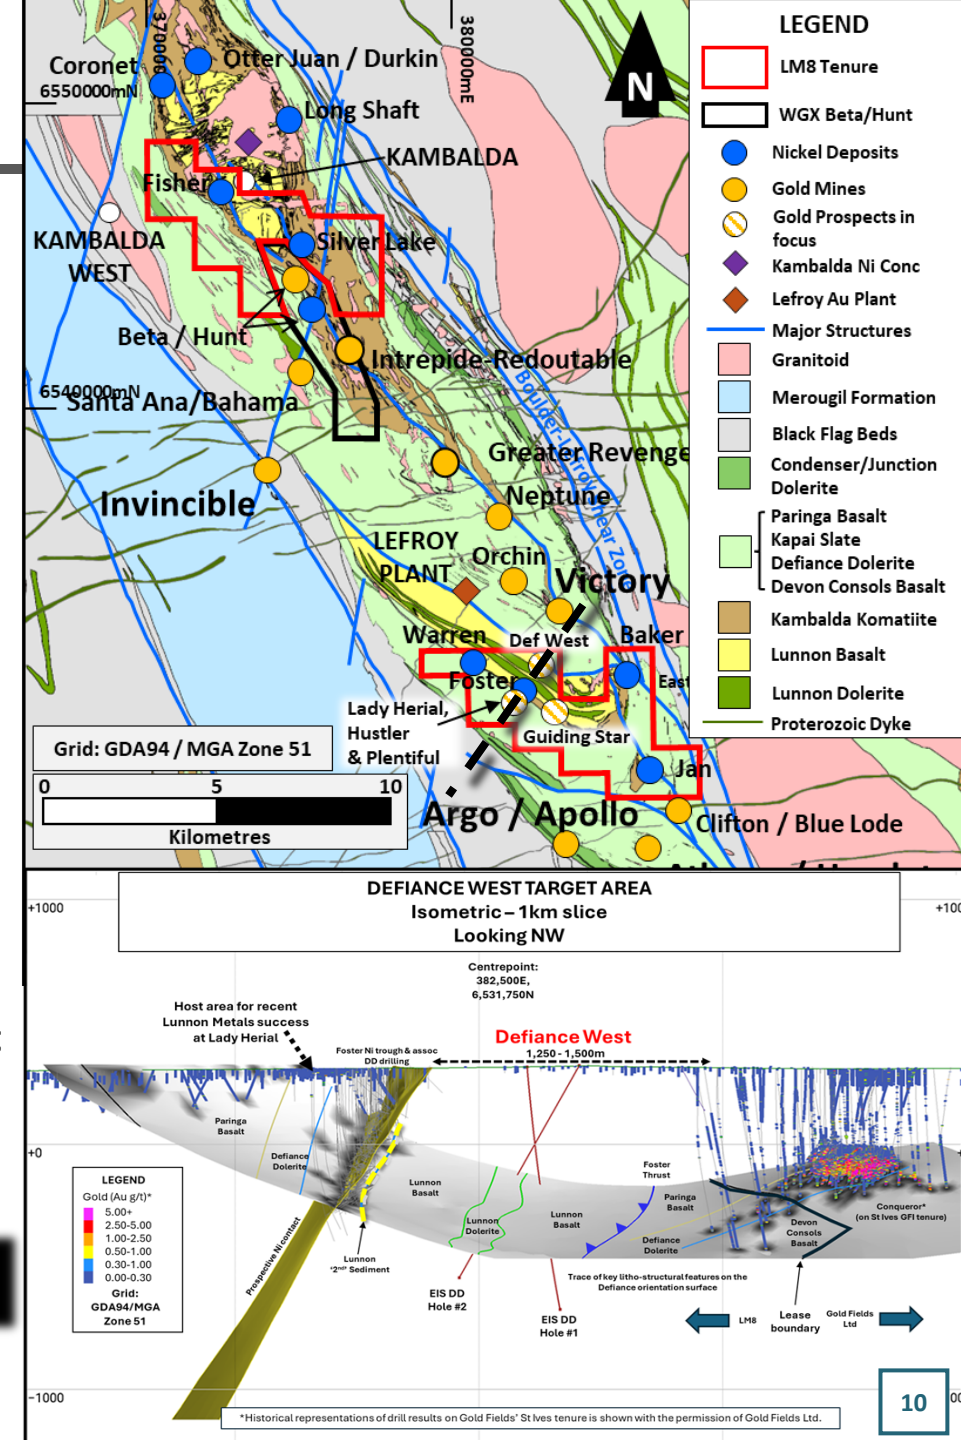 370000
380000mE
Otter Juan / Durkin
Coronet
6550000mN
Long Shaft
KAMBALDA
Fisher
KAMBALDA
WEST
Silver Lake
Beta / Hunt
Intrepide-Redoutable
6540000mN
Santa Ana/Bahama
Boulder-Lefroy Shear Zone
Greater Revenge
Invincible
Neptune
LEFROY
PLANT
Orchin
Victory
Warren
Def West
Baker
Foster
East
Lady Herial,
Hustler
& Plentiful
Guiding Star
Jan
Argo / Apollo
Clifton / Blue Lode
N
Grid: GDA94 / MGA Zone 51
0 5 10
Kilometres
LEGEND
LM8 Tenure
WGX Beta/Hunt
Nickel Deposits
Gold Mines
Gold Prospects in
focus
Kambalda Ni Conc
Lefroy Au Plant
Major Structures
Granitoid
Merougil Formation
Black Flag Beds
Condenser/Junction
Dolerite
Paringa Basalt
Kapai Slate
Defiance Dolerite
Devon Consols Basalt
Kambalda Komatiite
Lunnon Basalt
Lunnon Dolerite
Proterozoic Dyke
DEFIANCE WEST TARGET AREA
Isometric – 1km slice
Looking NW
+1000
Centrepoint:
382,500E,
6,531,750N
Host area for recent
Lunnon Metals success
at Lady Herial
Foster Ni trough & assoc
DD drilling
Defiance West
1,250 - 1,500m
Paringa
Basalt
Defiance
Dolerite
+0
Lunnon
Basalt
Lunnon
Dolerite
Lunnon
Basalt
Foster
Thrust
Paringa
Basalt
Defiance
Dolerite
Devon
Consols
Basalt
Conqueror*
(on St Ives GFI tenure)
LEGEND
Gold (Au g/t)*
5.00+
2.50-5.00
1.00-2.50
0.50-1.00
0.30-1.00
0.00-0.30
Grid:
GDA94/MGA
Zone 51
Prospective Ni contact
Lunnon
'2nd' Sediment
EIS DD
Hole #2
EIS DD
Hole #1
Trace of key litho-structural features on the
Defiance orientation surface
LM8
Lease
boundary
Gold Fields
Ltd
-1000
*Historical representations of drill results on Gold Fields' St Ives tenure is shown with the permission of Gold Fields Ltd.
10